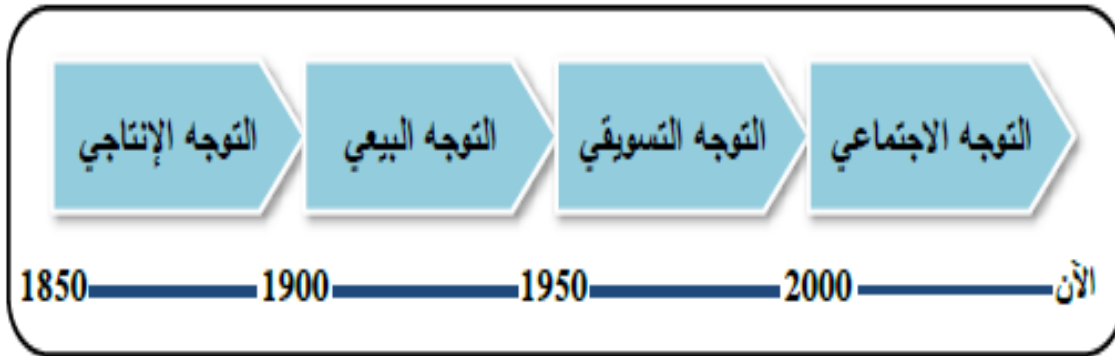 التوجه الإنتاجي التوجه البيعي التوجه التسويقي التوجه الاجتماعي
1850 1900 1950 2000 الآن